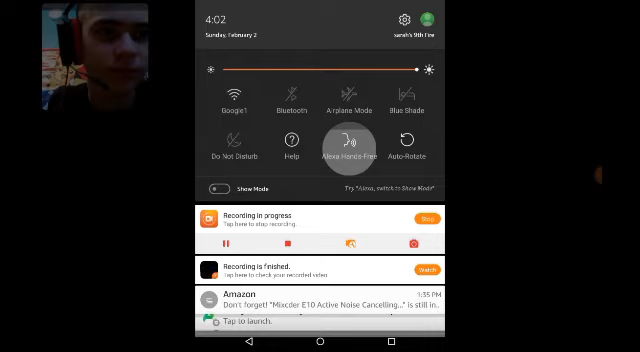 4:02
Sunday, February 2
sarah's 9th Fire
Google1
Bluetooth
Airplane Mode
Blue Shade
Do Not Disturb
Help
Alexa Hands-Free
Auto-Rotate
Show Mode
Try "Alexa, switch to Show Mode"
Recording in progress
Stop
Tap here to stop recording.
Recording is finished.
Watch
Tap here to check your recorded video
Amazon
1:35 PM
Don't forget! "Mixcder E10 Active Noise Cancelling..." is still in..
Tap to launch.